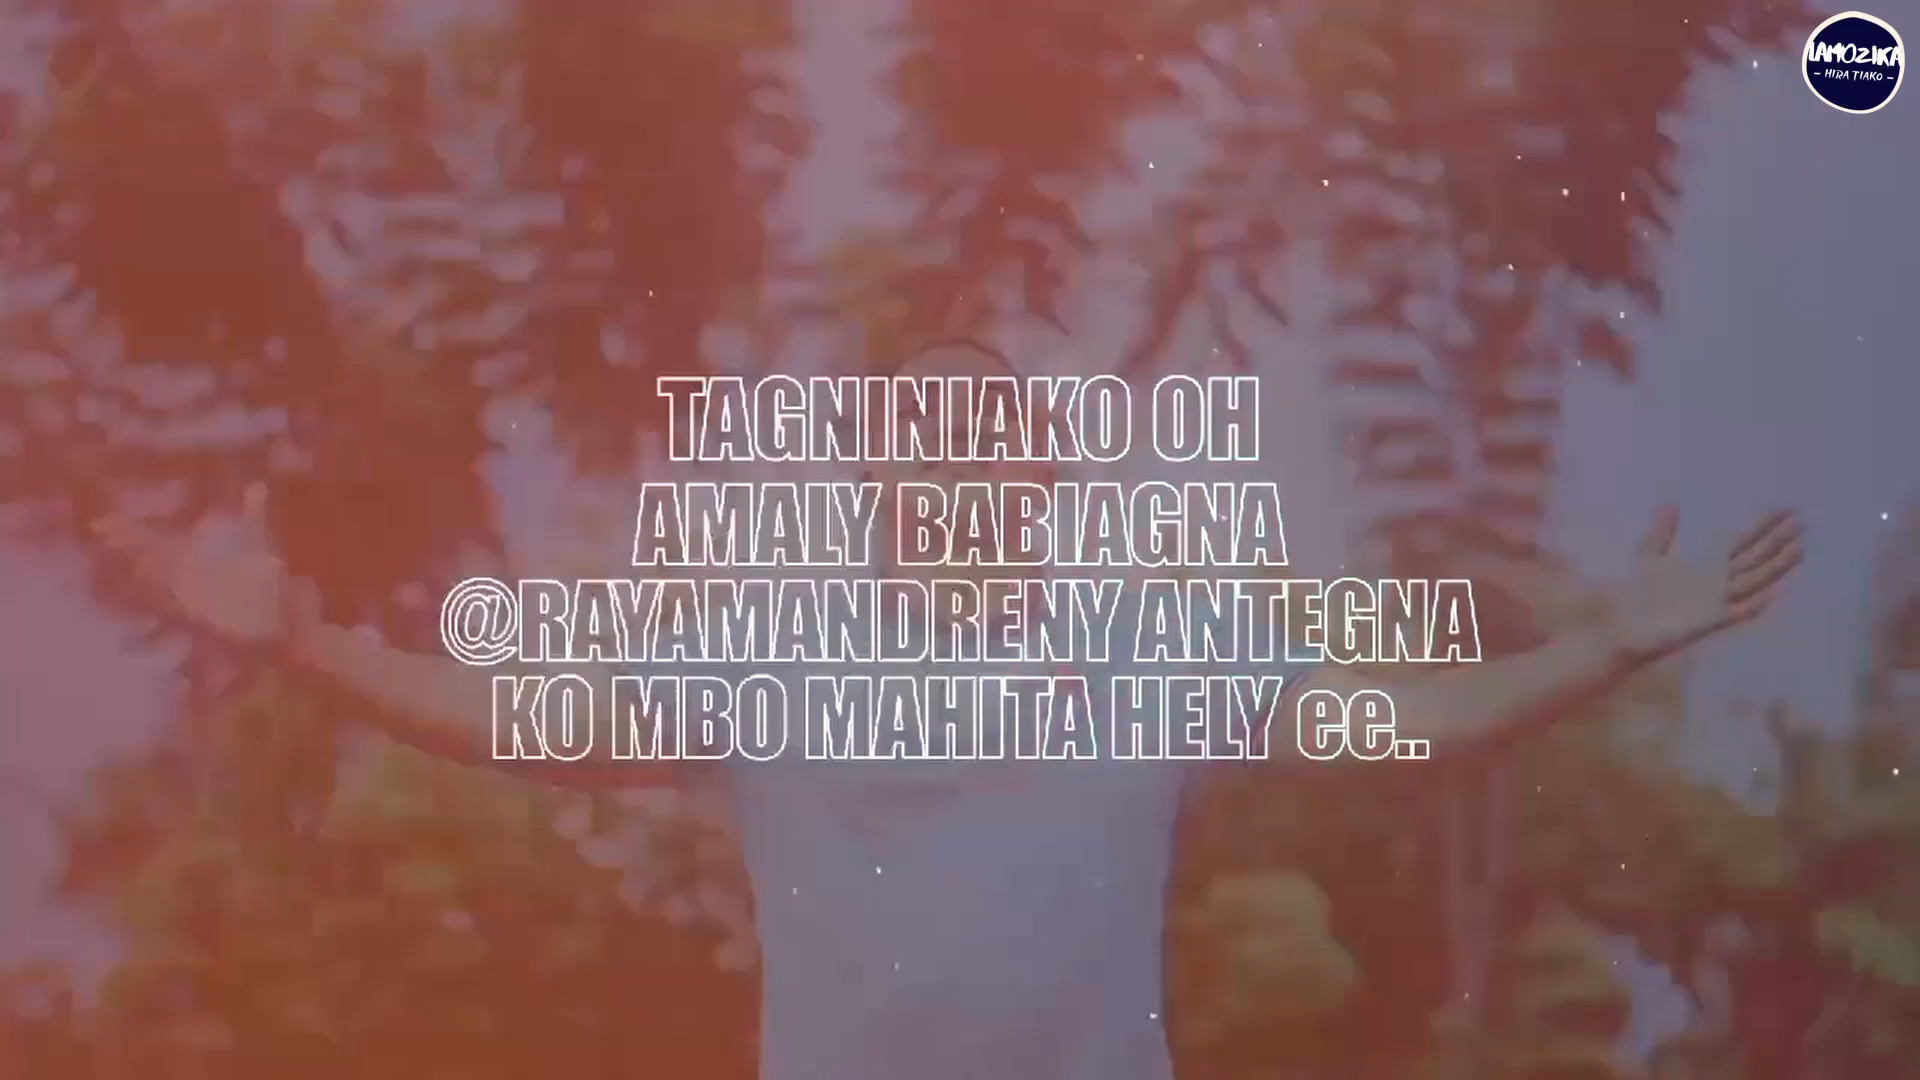 LAMOZIKA
- HIRA TIAKO -
TAGNINIAKO OH
AMALY BABIAGNA
@RAYAMANDRENY ANTEGNA
KO MBO MAHITA HELY ee..